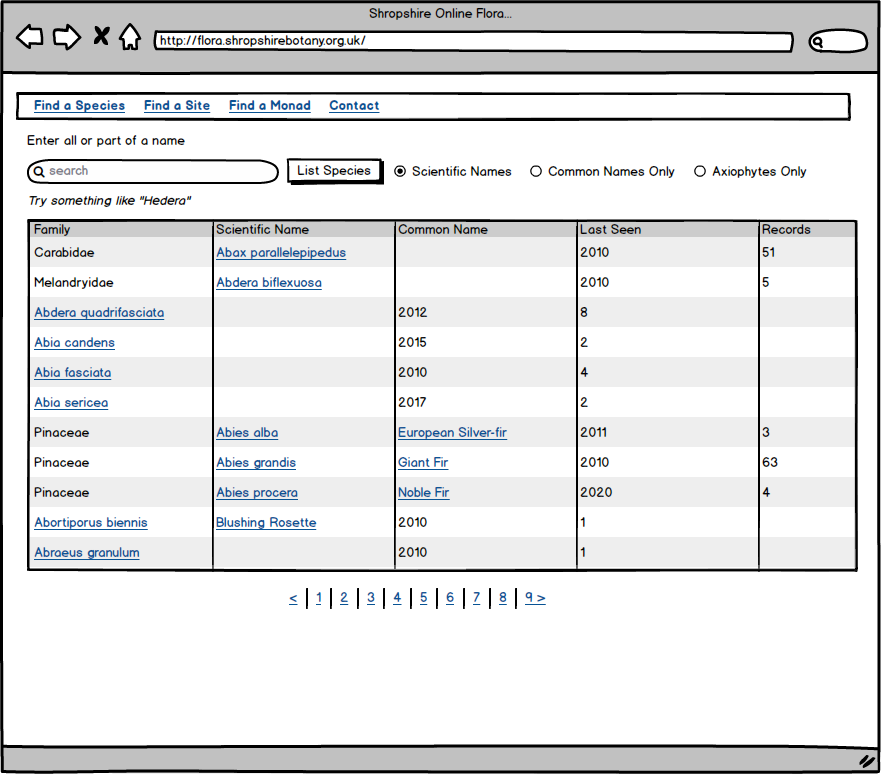 Shropshire Online Flora...
http://flora.shropshirebotany.org.uk/
Find a Species Find a Site Find a Monad Contact
Enter all or part of a name
search List Species Scientific Names Common Names Only Axiophytes Only
Try something like "Hedera"
Family Scientific Name Common Name Last Seen Records
Carabidae Abax parallelepipedus 2010 51
Melandryidae Abdera biflexuosa 2010 5
Abdera quadrifasciata 2012 8
Abia candens 2015 2
Abia fasciata 2010 4
Abia sericea 2017 2
Pinaceae Abies alba European Silver-fir 2011 3
Pinaceae Abies grandis Giant Fir 2010 63
Pinaceae Abies procera Noble Fir 2020 4
Abortiporus biennis Blushing Rosette 2010 1
Abraeus granulum 2010 1
< | 1 | 2 | 3 | 4 | 5 | 6 | 7 | 8 | 9 >